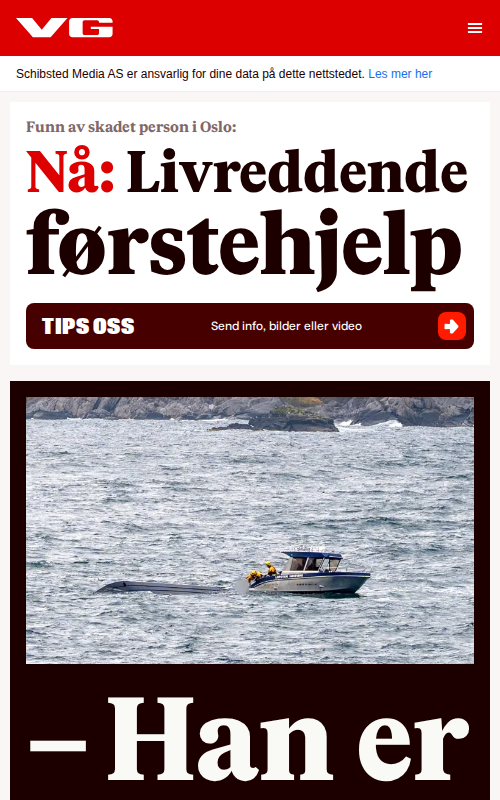 VG
Schibsted Media AS er ansvarlig for dine data på dette nettstedet. Les mer her
Funn av skadet person i Oslo:
Nå: Livreddende
førstehjelp
TIPS OSS
Send info, bilder eller video
– Han er